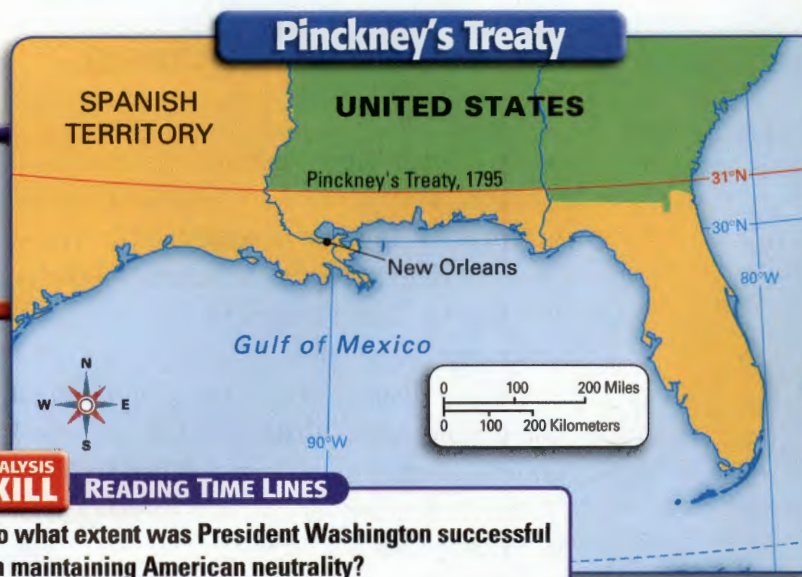 Pinckney's Treaty
SPANISH
TERRITORY
UNITED STATES
Pinckney's Treaty, 1795
31°N
30°N
New Orleans
80°W
Gulf of Mexico
N
W E
S
0 100 200 Miles
0 100 200 Kilometers
90°W
READING TIME LINES
what extent was President Washington successful
maintaining American neutrality?